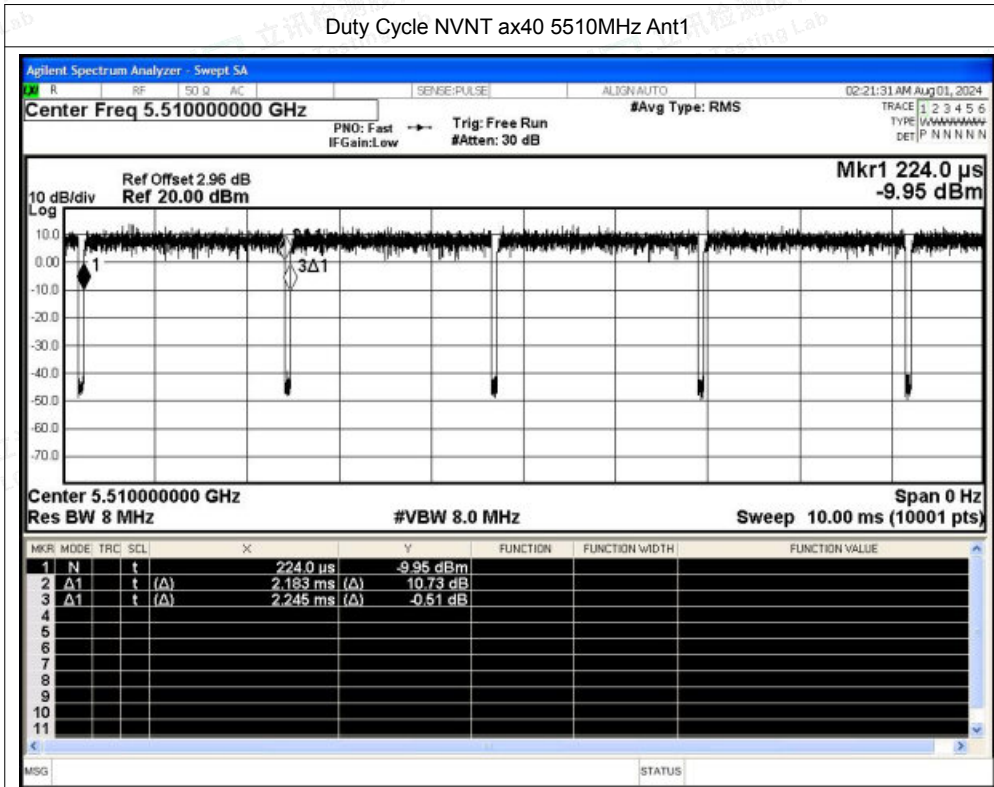 Duty Cycle NVNT ax40 5510MHz Ant1
Agilent Spectrum Analyzer - Swept SA
R RF 50 Ω AC SENSE:PULSE ALIGN AUTO 02:21:31 AM Aug 01, 2024
Center Freq 5.510000000 GHz #Avg Type: RMS TRACE 1 2 3 4 5 6
PNO: Fast Trig: Free Run TYPE
IFGain:Low #Atten: 30 dB DET P N N N N N
Mkr1 224.0 µs
Ref Offset 2.96 dB
10 dB/div Ref 20.00 dBm -9.95 dBm
Log
10.0
0.00
1 3Δ1
-10.0
-20.0
-30.0
-40.0
-50.0
-60.0
-70.0
Center 5.510000000 GHz Span 0 Hz
Res BW 8 MHz #VBW 8.0 MHz Sweep 10.00 ms (10001 pts)
MKR MODE TRC SCL X Y FUNCTION FUNCTION WIDTH FUNCTION VALUE
1 N t 224.0 µs -9.95 dBm
2 Δ1 t (Δ) 2.183 ms (Δ) 10.73 dB
3 Δ1 t (Δ) 2.245 ms (Δ) -0.51 dB
4
5
6
7
8
9
10
11
MSG STATUS